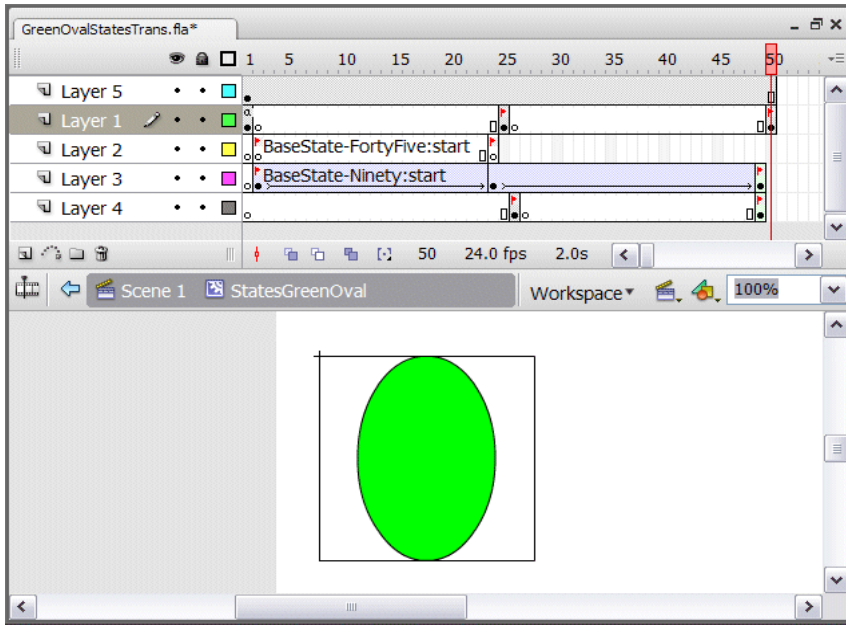 GreenOvalStatesTrans.fla*
1 5 10 15 20 25 30 35 40 45 50
Layer 5
Layer 1 a
Layer 2 BaseState-FortyFive:start
Layer 3 BaseState-Ninety:start
Layer 4
50 24.0 fps 2.0s
Scene 1 StatesGreenOval Workspace 100%